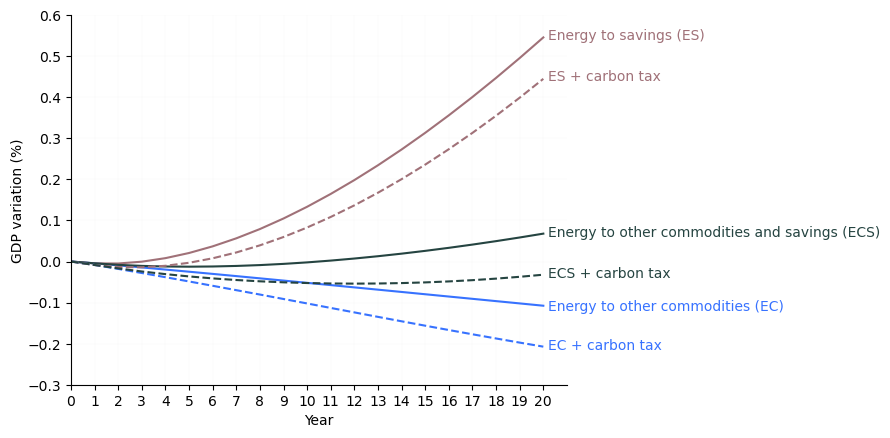 0.6
Energy to savings (ES)
0.5
ES + carbon tax
0.4
0.3
0.2
0.1
Energy to other commodities and savings (ECS)
0.0
ECS + carbon tax
−0.1
Energy to other commodities (EC)
−0.2
EC + carbon tax
−0.3
GDP variation (%)
0 1 2 3 4 5 6 7 8 9 10 11 12 13 14 15 16 17 18 19 20
Year